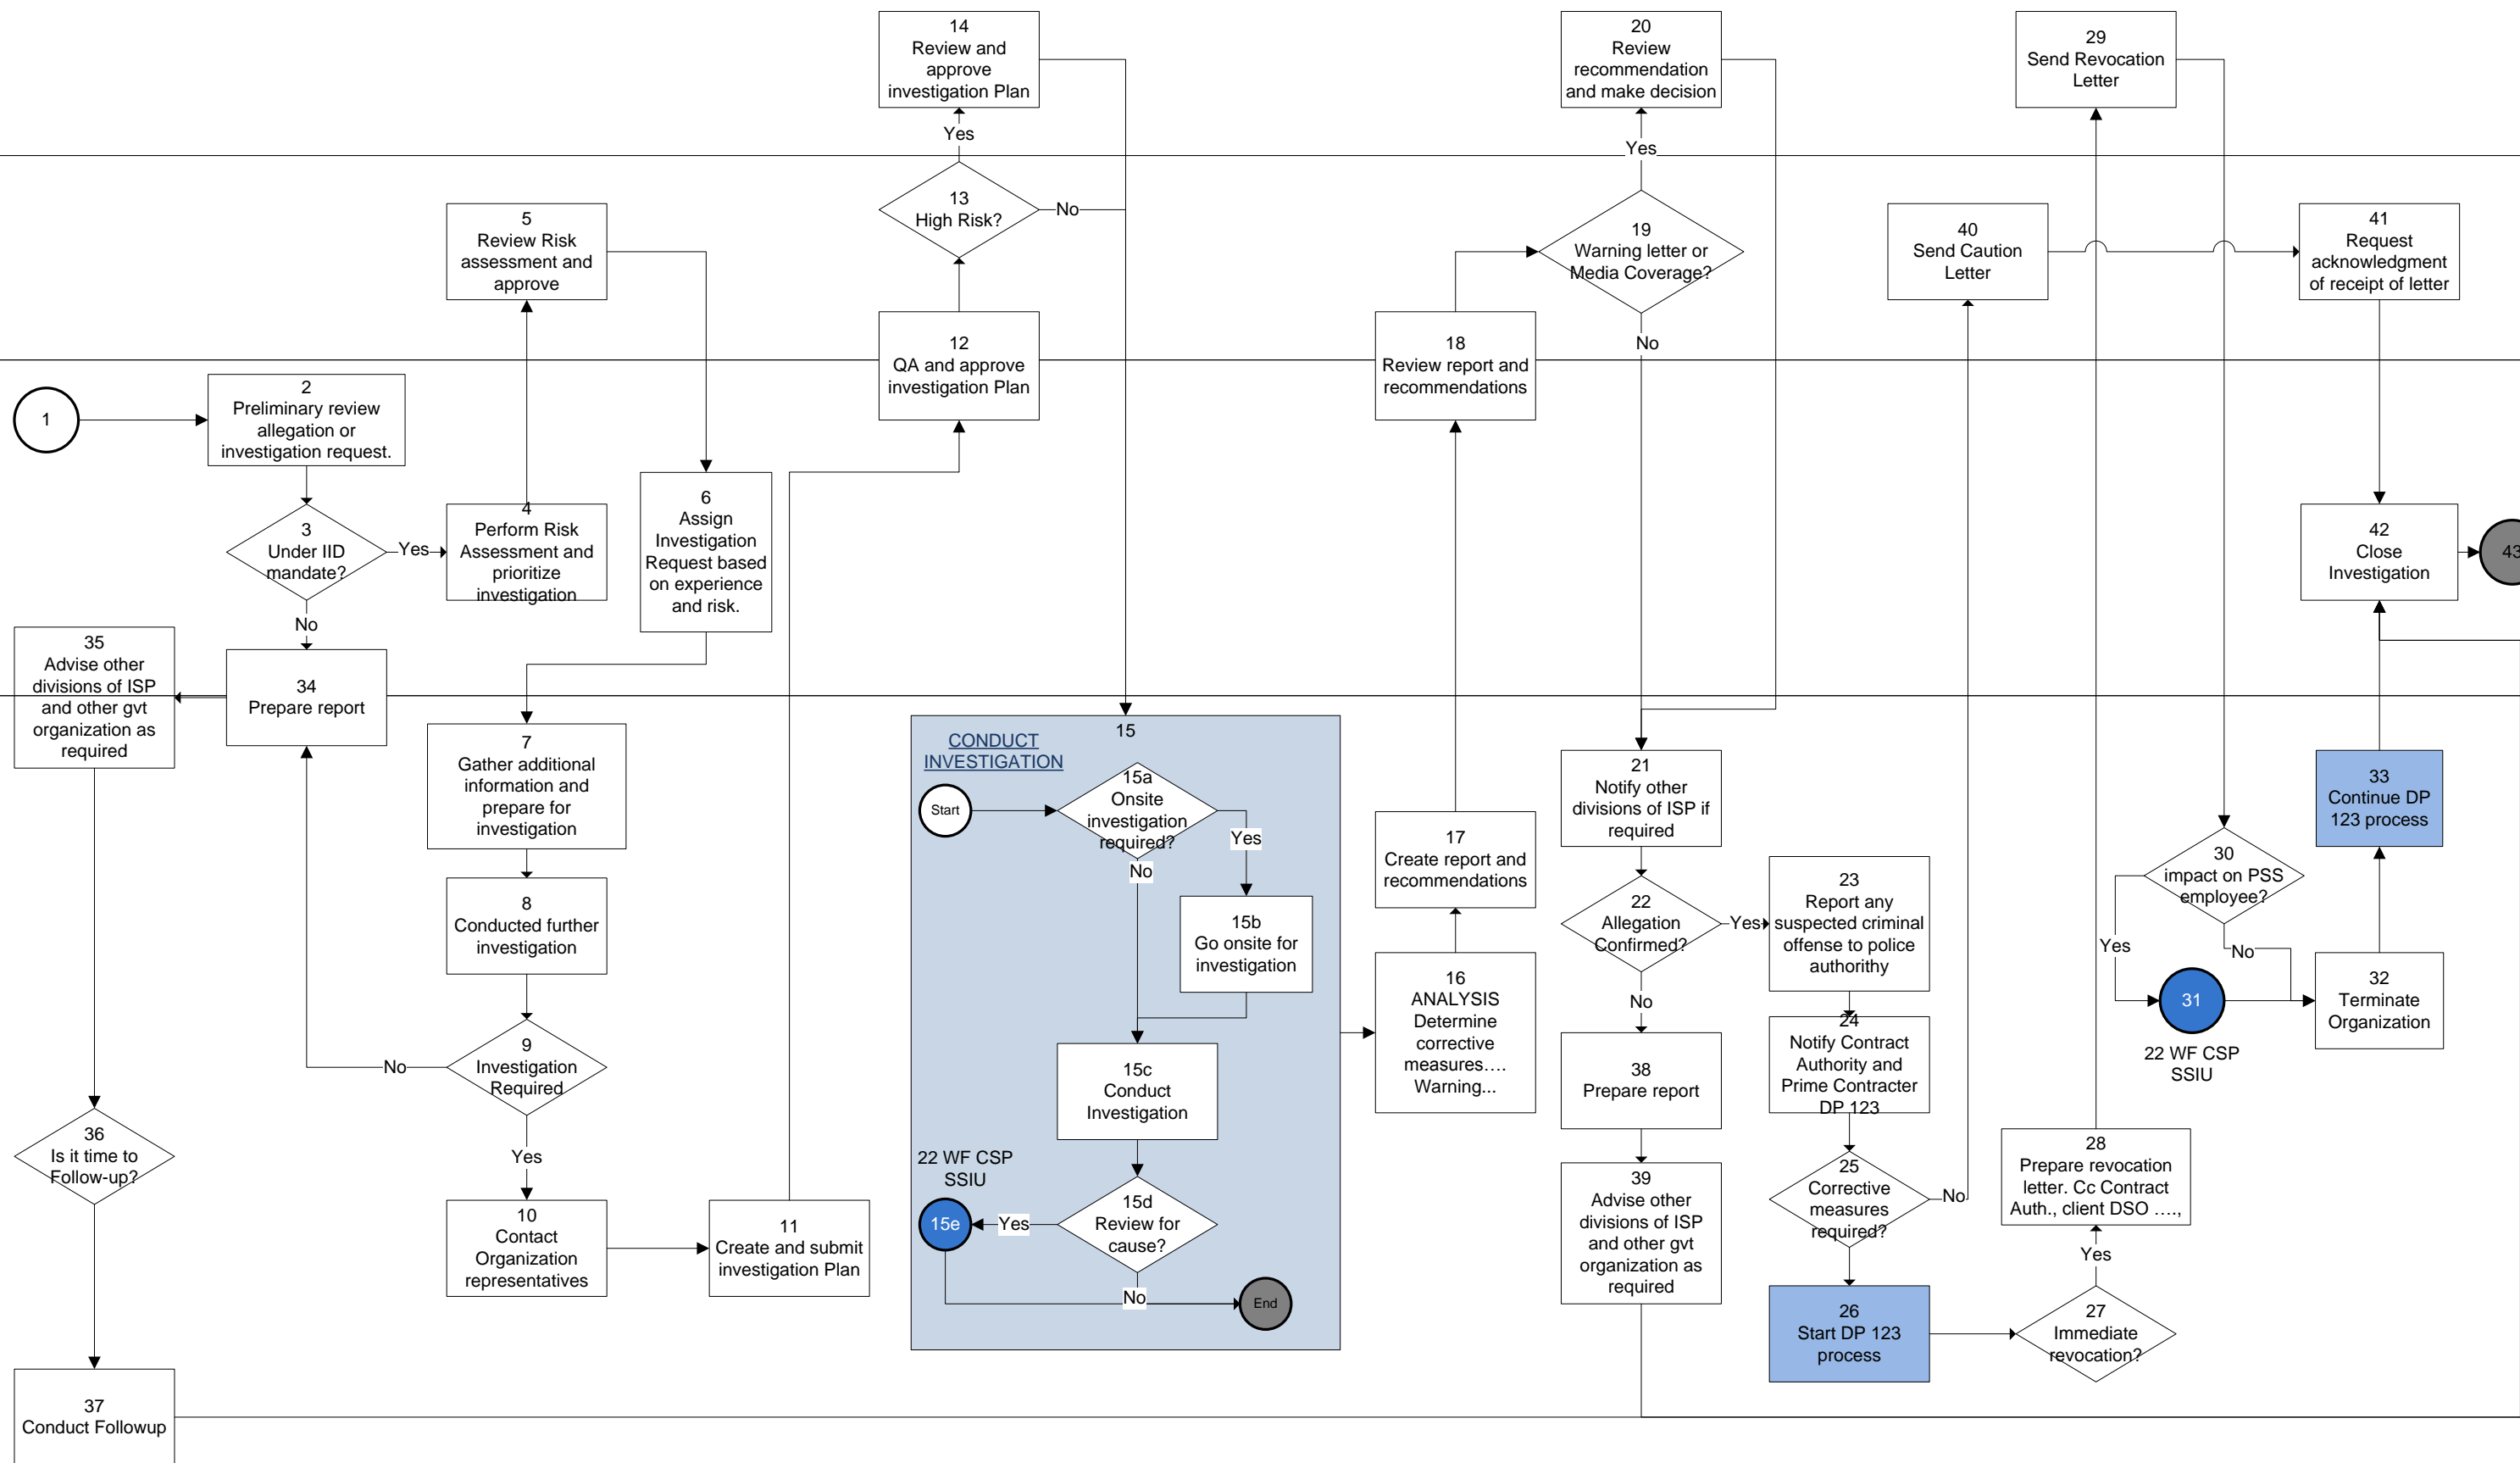 14
Review and
approve
investigation Plan
20
Review
recommendation
and make decision
29
Send Revocation
Letter
Yes
Yes
13
High Risk?
No
5
Review Risk
assessment and
approve
19
Warning letter or
Media Coverage?
40
Send Caution
Letter
41
Request
acknowledgment
of receipt of letter
No
12
QA and approve
investigation Plan
18
Review report and
recommendations
1
2
Preliminary review
allegation or
investigation request.
3
Under IID
mandate?
Yes
4
Perform Risk
Assessment and
prioritize
investigation
6
Assign
Investigation
Request based
on experience
and risk.
42
Close
Investigation
43
No
35
Advise other
divisions of ISP
and other gvt
organization as
required
34
Prepare report
7
Gather additional
information and
prepare for
investigation
8
Conducted further
investigation
9
Investigation
Required
No
Yes
10
Contact
Organization
representatives
11
Create and submit
investigation Plan
36
Is it time to
Follow-up?
37
Conduct Followup
15
CONDUCT
INVESTIGATION
Start
15a
Onsite
investigation
required?
Yes
No
15b
Go onsite for
investigation
15c
Conduct
Investigation
22 WF CSP
SSIU
15e
Yes
15d
Review for
cause?
No
End
17
Create report and
recommendations
16
ANALYSIS
Determine
corrective
measures….
Warning...
21
Notify other
divisions of ISP if
required
22
Allegation
Confirmed?
Yes
No
38
Prepare report
39
Advise other
divisions of ISP
and other gvt
organization as
required
23
Report any
suspected criminal
offense to police
authorithy
24
Notify Contract
Authority and
Prime Contracter
DP 123
25
Corrective
measures
required?
No
26
Start DP 123
process
27
Immediate
revocation?
Yes
28
Prepare revocation
letter. Cc Contract
Auth., client DSO ….,
30
impact on PSS
employee?
Yes
No
31
22 WF CSP
SSIU
32
Terminate
Organization
33
Continue DP
123 process